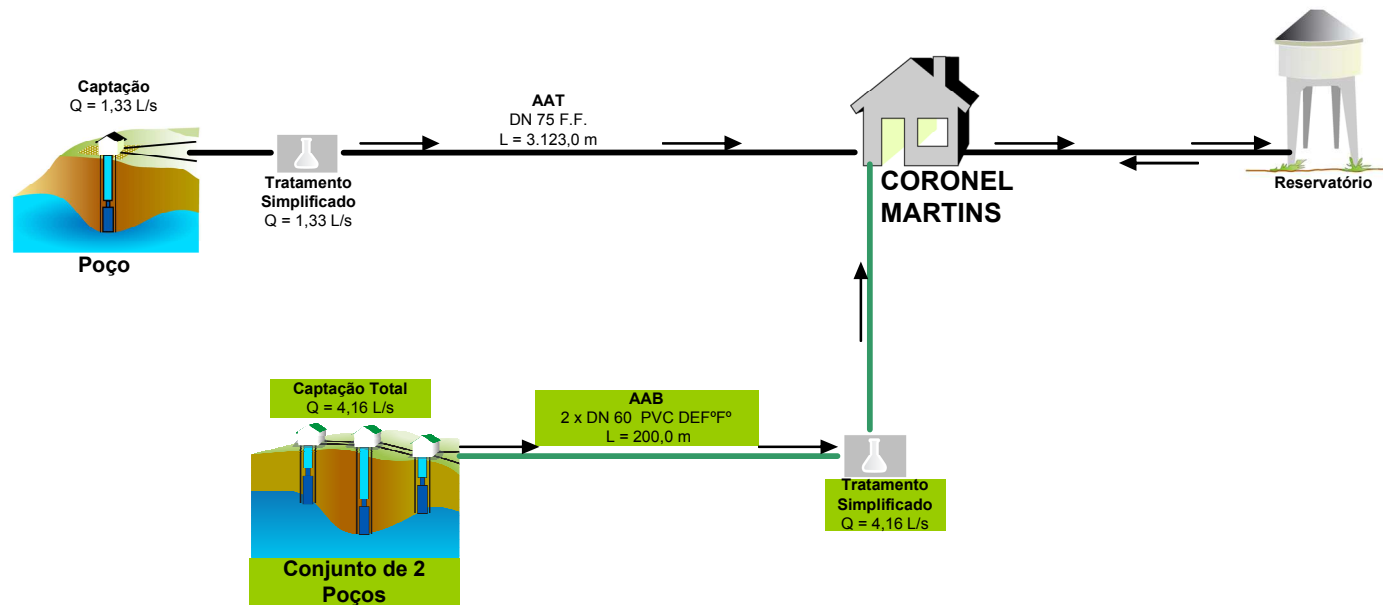 Captação
Q = 1,33 L/s
Poço
Tratamento
Simplificado
Q = 1,33 L/s
AAT
DN 75 F.F.
L = 3.123,0 m
CORONEL
MARTINS
Reservatório
Captação Total
Q = 4,16 L/s
Conjunto de 2
Poços
AAB
2 x DN 60 PVC DEFºFº
L = 200,0 m
Tratamento
Simplificado
Q = 4,16 L/s